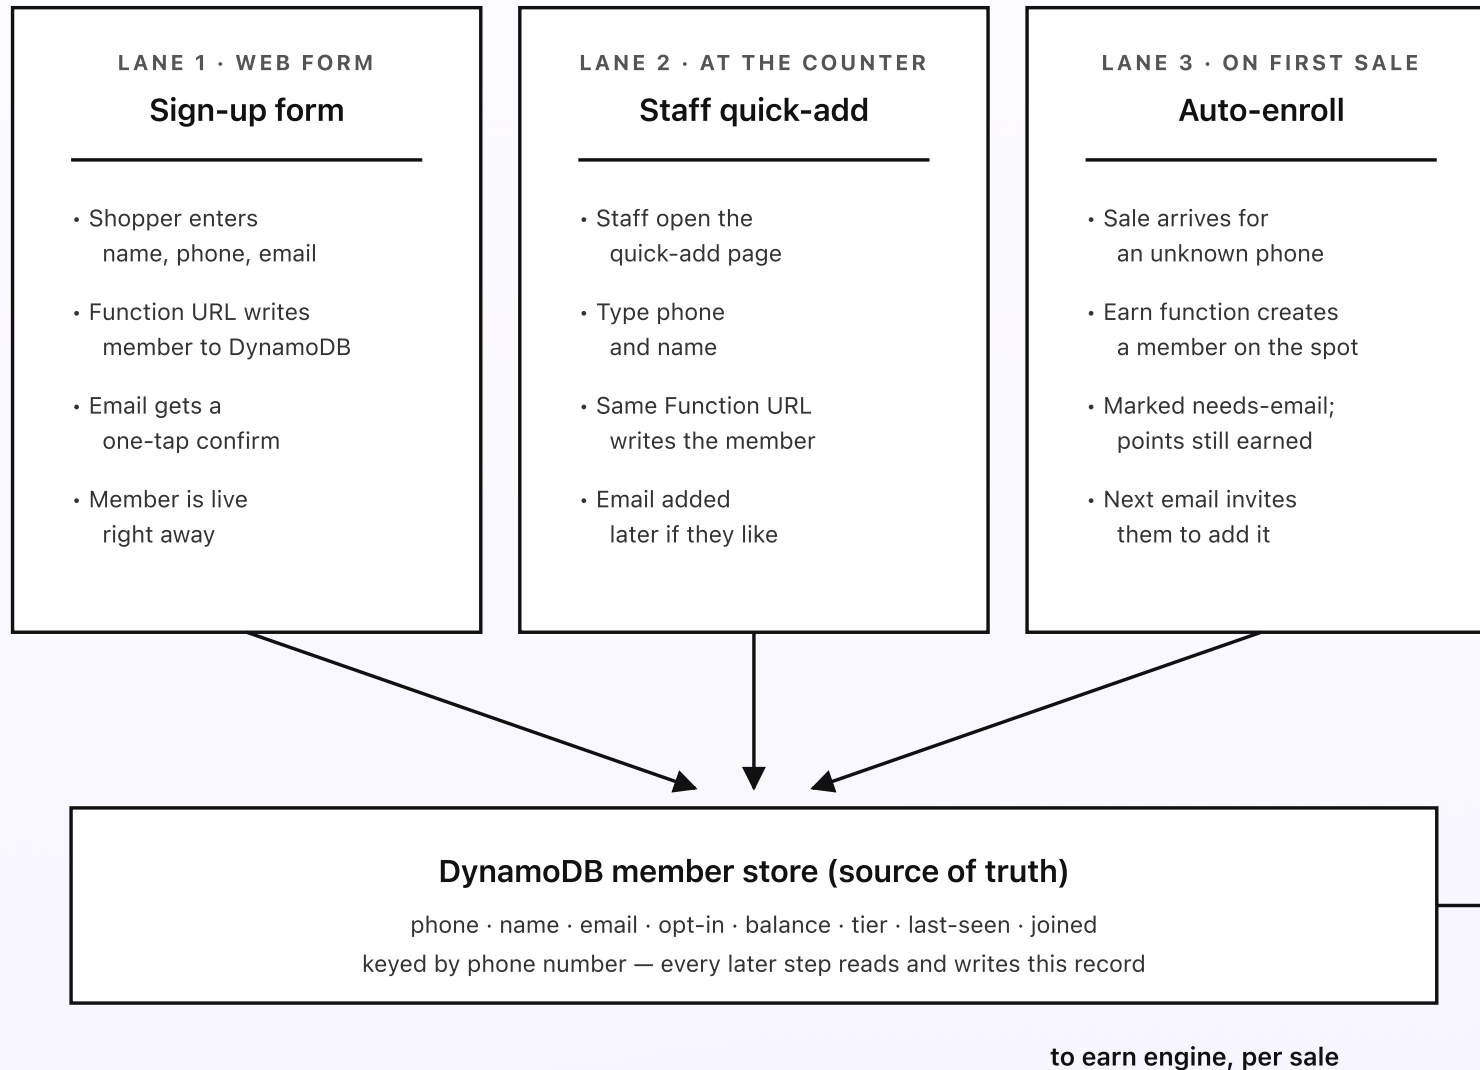 LANE 1 · WEB FORM
Sign-up form
• Shopper enters
name, phone, email
• Function URL writes
member to DynamoDB
• Email gets a
one-tap confirm
• Member is live
right away
LANE 2 · AT THE COUNTER
Staff quick-add
• Staff open the
quick-add page
• Type phone
and name
• Same Function URL
writes the member
• Email added
later if they like
LANE 3 · ON FIRST SALE
Auto-enroll
• Sale arrives for
an unknown phone
• Earn function creates
a member on the spot
• Marked needs-email;
points still earned
• Next email invites
them to add it
DynamoDB member store (source of truth)
phone · name · email · opt-in · balance · tier · last-seen · joined
keyed by phone number — every later step reads and writes this record
to earn engine, per sale